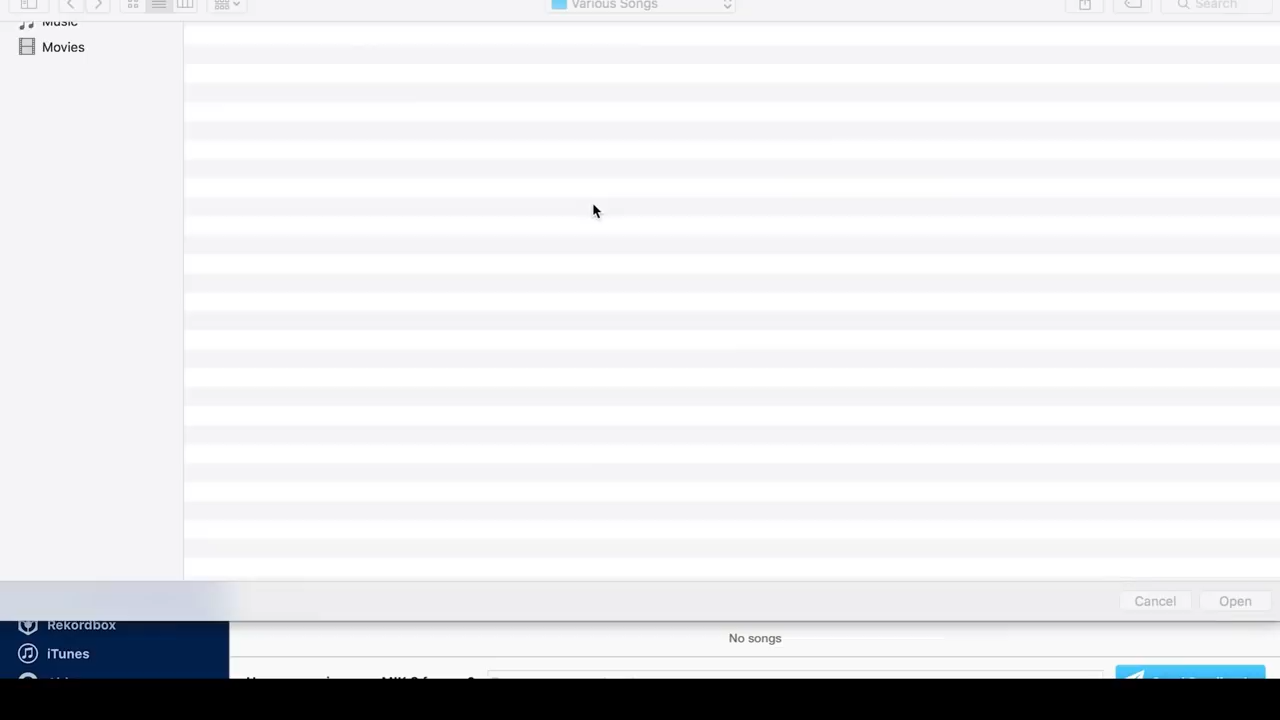 Various Songs
Search
Music
Movies
Cancel
Open
Rekordbox
No songs
iTunes